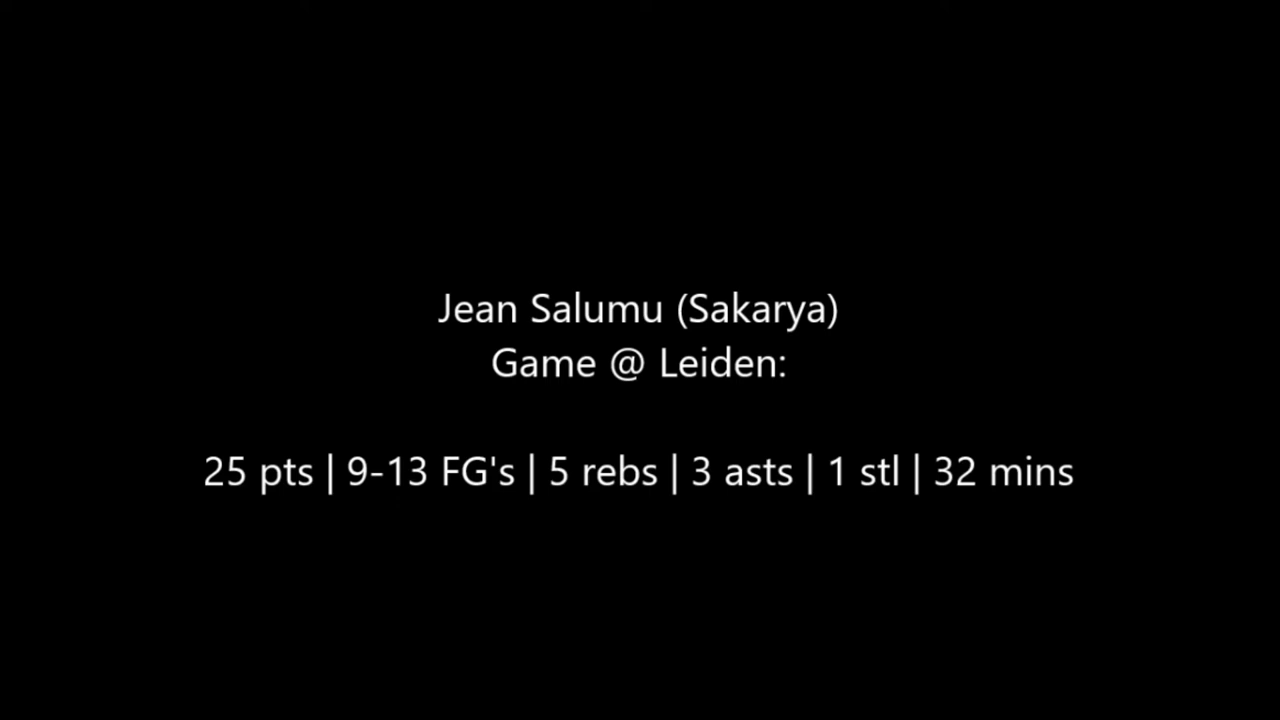 Jean Salumu (Sakarya)
Game @ Leiden:
25 pts | 9-13 FG's | 5 rebs | 3 asts | 1 stl | 32 mins